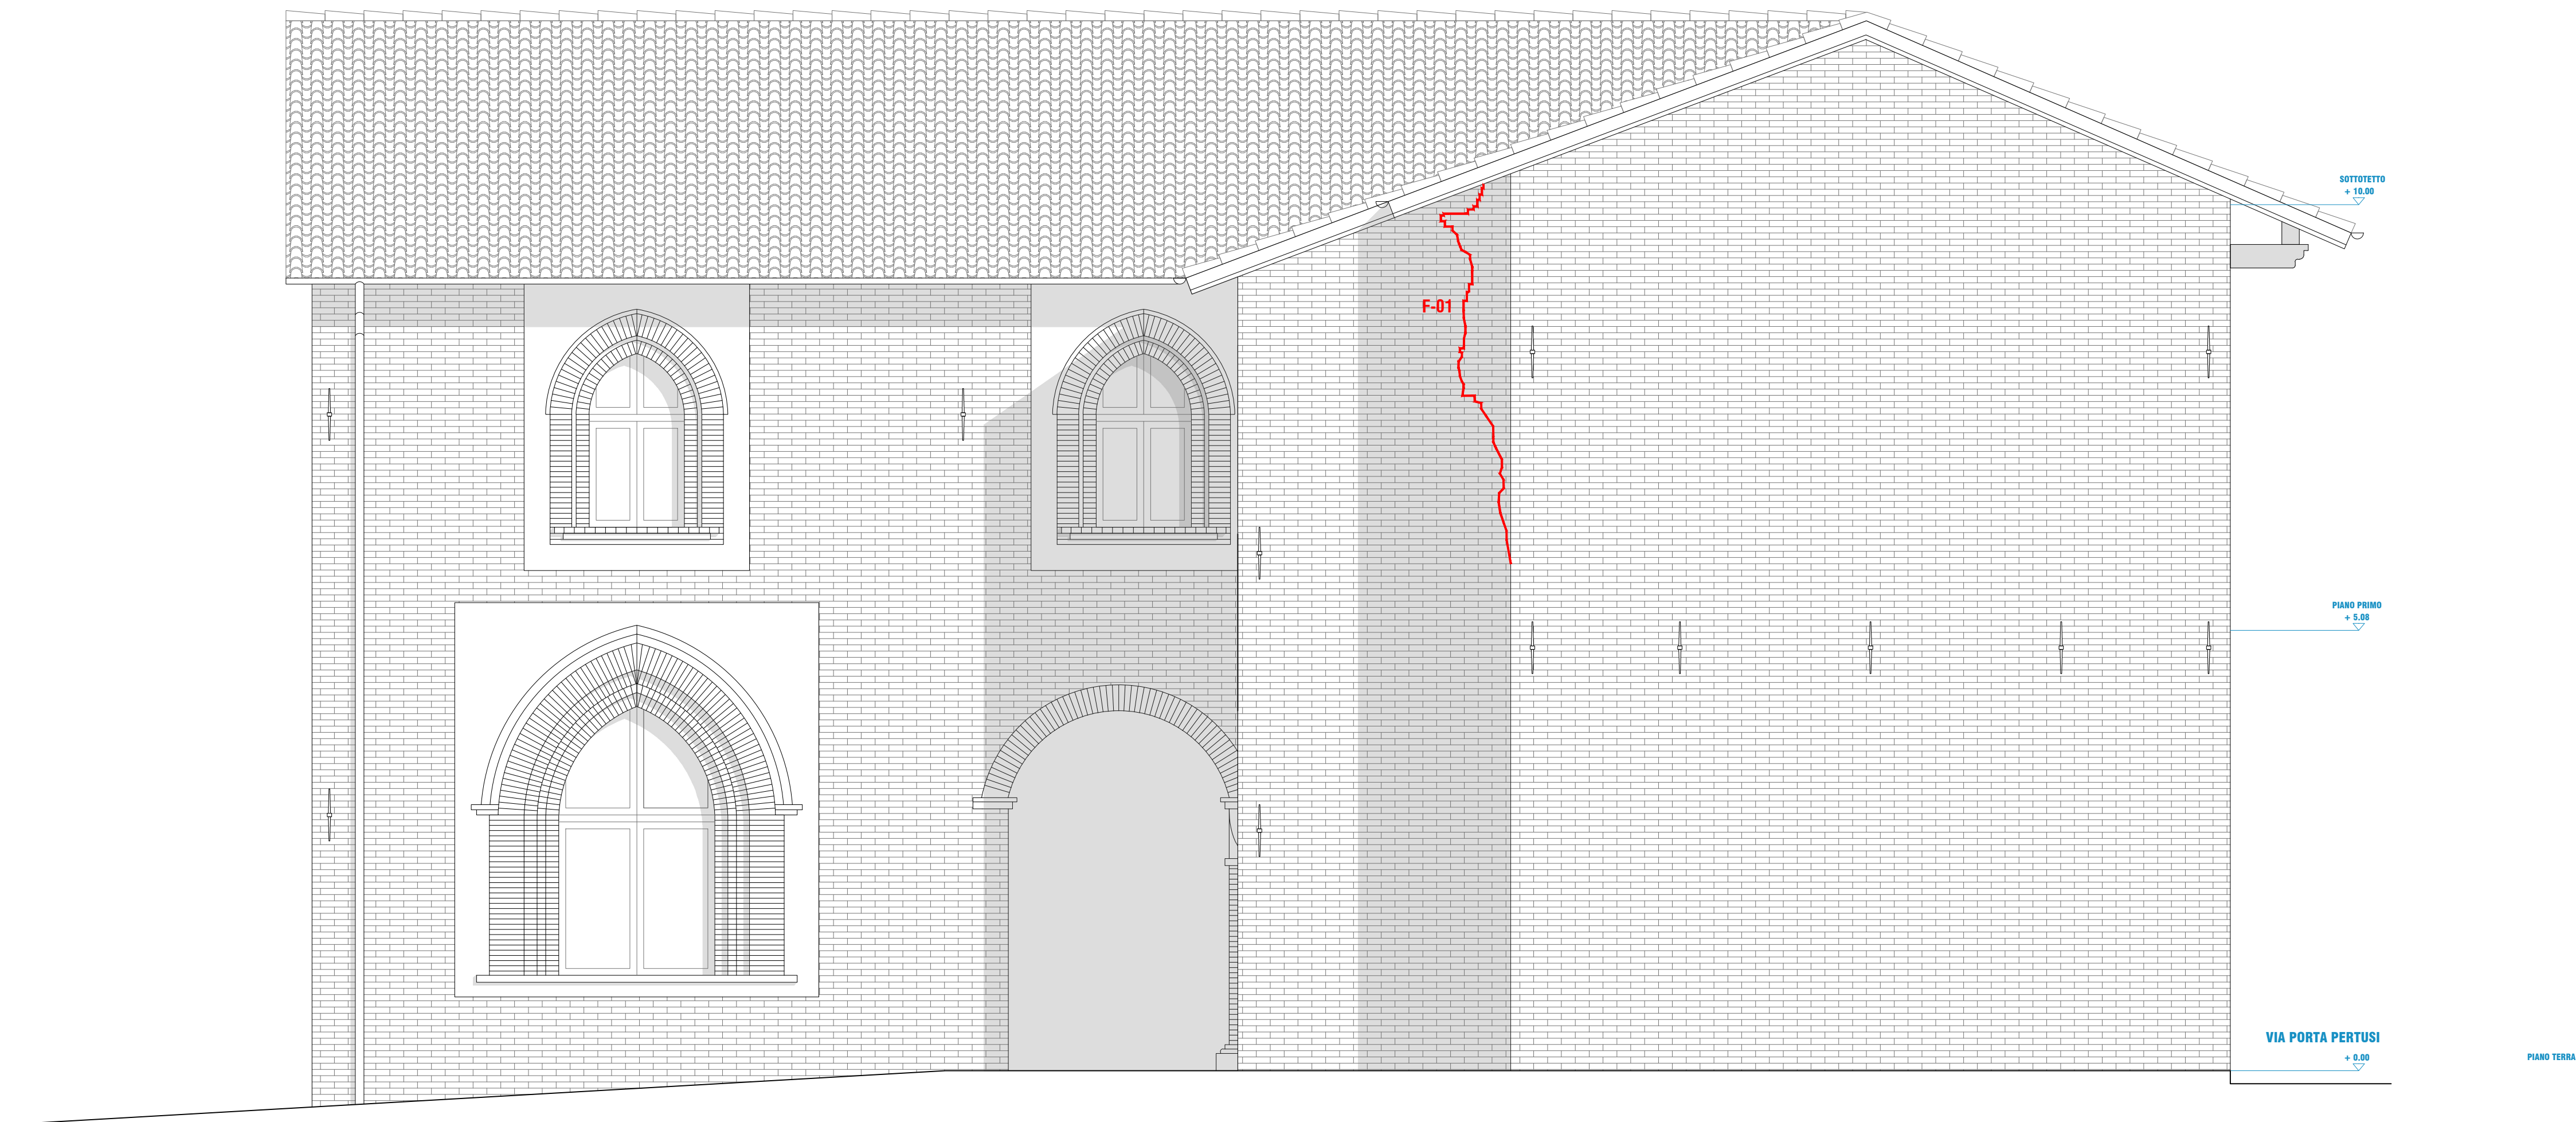 SOTTOTETTO
+ 10.00
F-01
PIANO PRIMO
+ 5.08
VIA PORTA PERTUSI
+ 0.00
PIANO TERRA